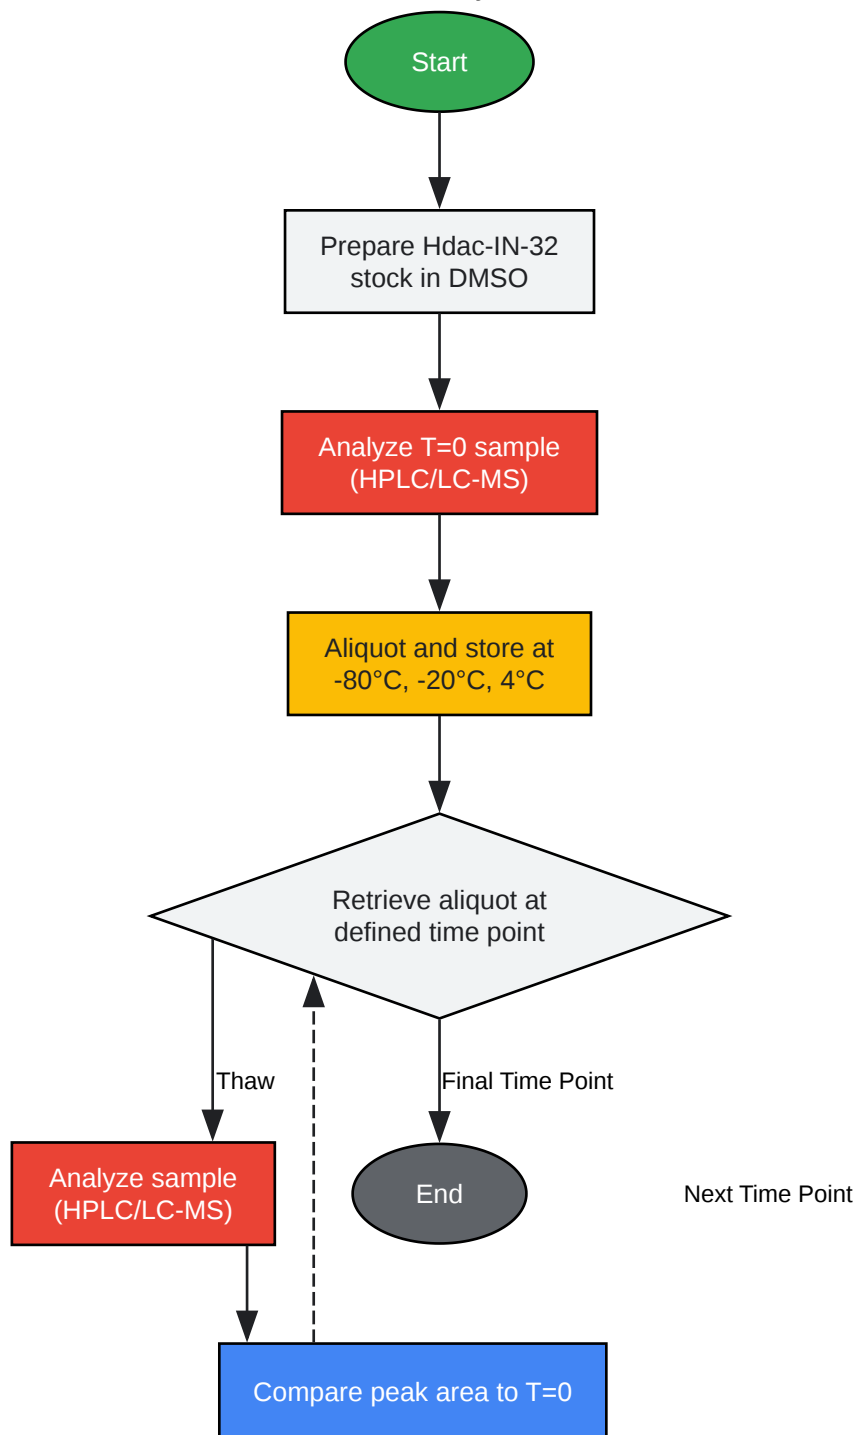 Start
Prepare Hdac-IN-32
stock in DMSO
Analyze T=0 sample
(HPLC/LC-MS)
Aliquot and store at
-80°C, -20°C, 4°C
Retrieve aliquot at
defined time point
Thaw
Final Time Point
Analyze sample
(HPLC/LC-MS)
End
Next Time Point
Compare peak area to T=0